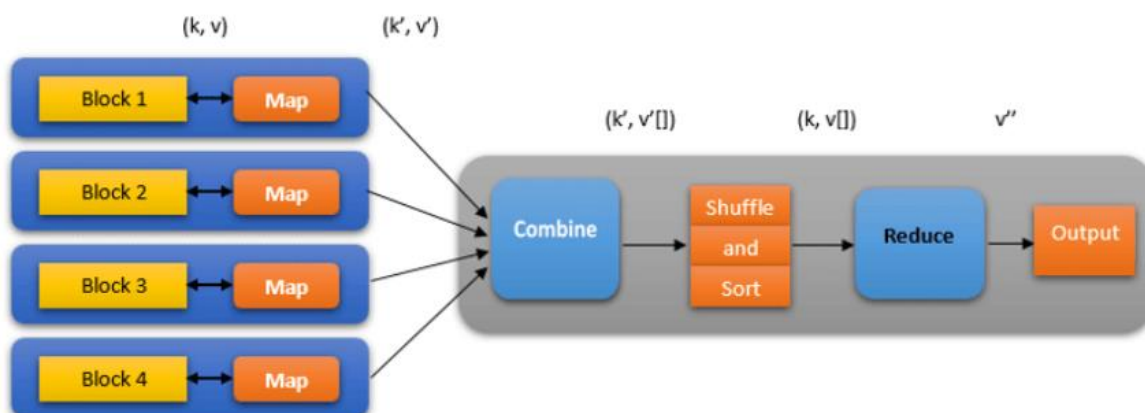 (k, v)
(k’, v’)
Block 1
Map
Block 2
Map
Block 3
Map
Block 4
Map
(k’, v’[])
(k, v[])
v’’
Combine
Shuffle
and
Sort
Reduce
Output